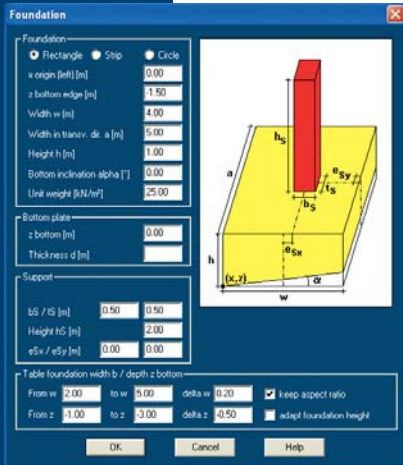 Foundation
Foundation
Rectangle Strip Circle
x origin (left) [m] 0.00
z bottom edge [m] -1.50
Width w [m] 4.00
Width in transv. dir. a [m] 5.00
Height h [m] 1.00
Bottom inclination alpha [°] 0.00
Unit weight [kN/m³] 25.00
Bottom plate
z bottom [m] 0.00
Thickness d [m]
Support
bS / tS [m] 0.50 0.50
Height hS [m] 2.00
eSx / eSy [m] 0.00 0.00
hS
a
eSy
tS
bS
h
eSx
(x,z)
α
w
Table foundation width b / depth z bottom
From w 2.00 to w 5.00 delta w 0.20 keep aspect ratio
From z -1.00 to z -3.00 delta z -0.50 adapt foundation height
OK Cancel Help